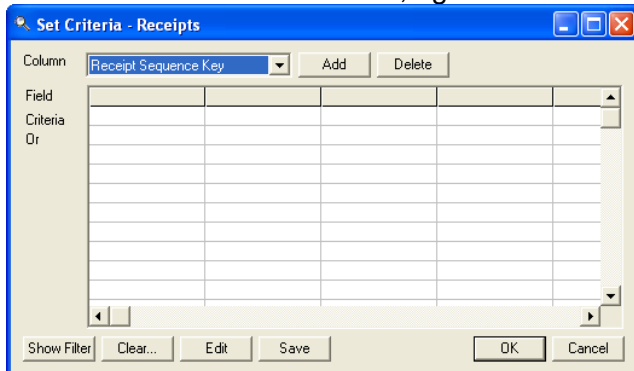 Set Criteria - Receipts
Column Receipt Sequence Key Add Delete
Field
Criteria
Or
Show Filter Clear... Edit Save OK Cancel